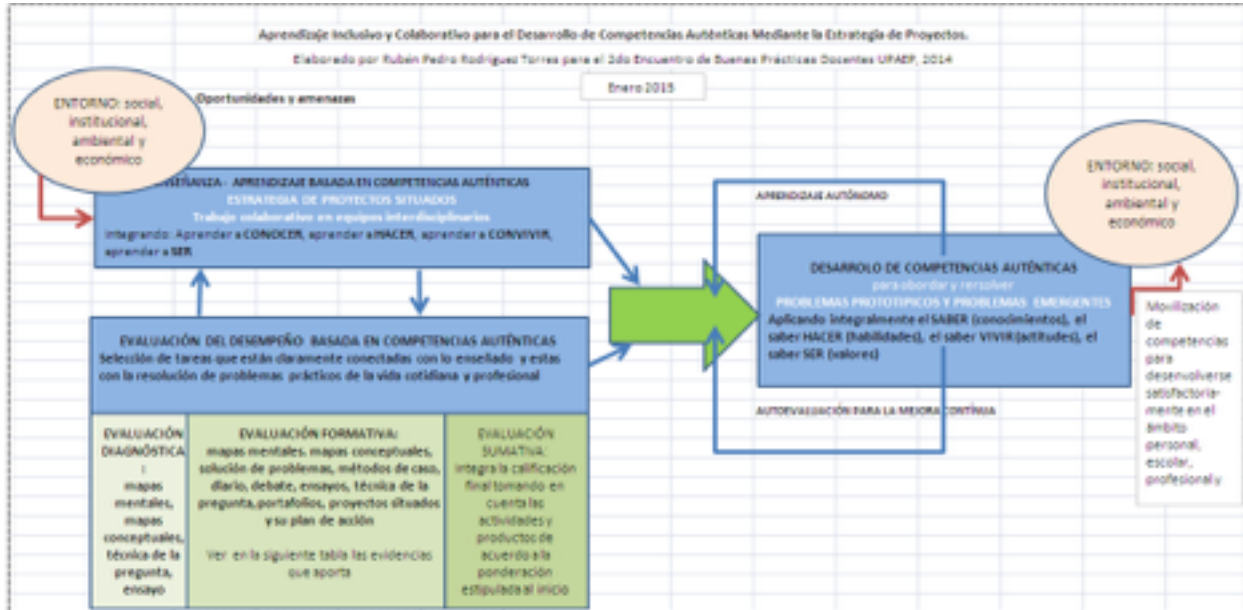 Aprendizaje Inclusivo y Colaborativo para el Desarrollo de Competencias Auténticas Mediante la Estrategia de Proyectos.
Elaborado por Rubén Pedro Rodríguez Torres para el 2do Encuentro de Buenas Prácticas Docentes UPAEP, 2014
Enero 2015
ENTORNO: social,
institucional,
ambiental y
económico
Oportunidades y amenazas
ENSEÑANZA - APRENDIZAJE BASADA EN COMPETENCIAS AUTÉNTICAS
ESTRATEGIA DE PROYECTOS SITUADOS
Trabajo colaborativo en equipos interdisciplinarios
integrando: Aprender a CONOCER, aprender a HACER, aprender a CONVIVIR,
aprender a SER
EVALUACIÓN DEL DESEMPEÑO BASADA EN COMPETENCIAS AUTÉNTICAS
Selección de tareas que están claramente conectadas con lo enseñado y estas
con la resolución de problemas prácticos de la vida cotidiana y profesional
EVALUACIÓN
DIAGNÓSTICA
:
mapas
mentales,
mapas
conceptuales,
técnica de la
pregunta,
ensayo
EVALUACIÓN FORMATIVA:
mapas mentales. mapas conceptuales,
solución de problemas, métodos de caso,
diario, debate, ensayos, técnica de la
pregunta, portafolios, proyectos situados
y su plan de acción
Ver en la siguiente tabla las evidencias
que aporta
EVALUACIÓN
SUMATIVA:
integra la calificación
final tomando en
cuenta las
actividades y
productos de
acuerdo a la
ponderación
estipulada al inicio
APRENDIZAJE AUTÓNOMO
DESARROLLO DE COMPETENCIAS AUTÉNTICAS
para abordar y rersolver
PROBLEMAS PROTOTIPICOS Y PROBLEMAS EMERGENTES
Aplicando integralmente el SABER (conocimientos), el
saber HACER (habilidades), el saber VIVIR (actitudes), el
saber SER (valores)
AUTOEVALUACIÓN PARA LA MEJORA CONTÍNUA
ENTORNO: social,
institucional,
ambiental y
económico
Movilización
de
competencias
para
desenvolverse
satisfactoria-
mente en el
ámbito
personal,
escolar,
profesional y